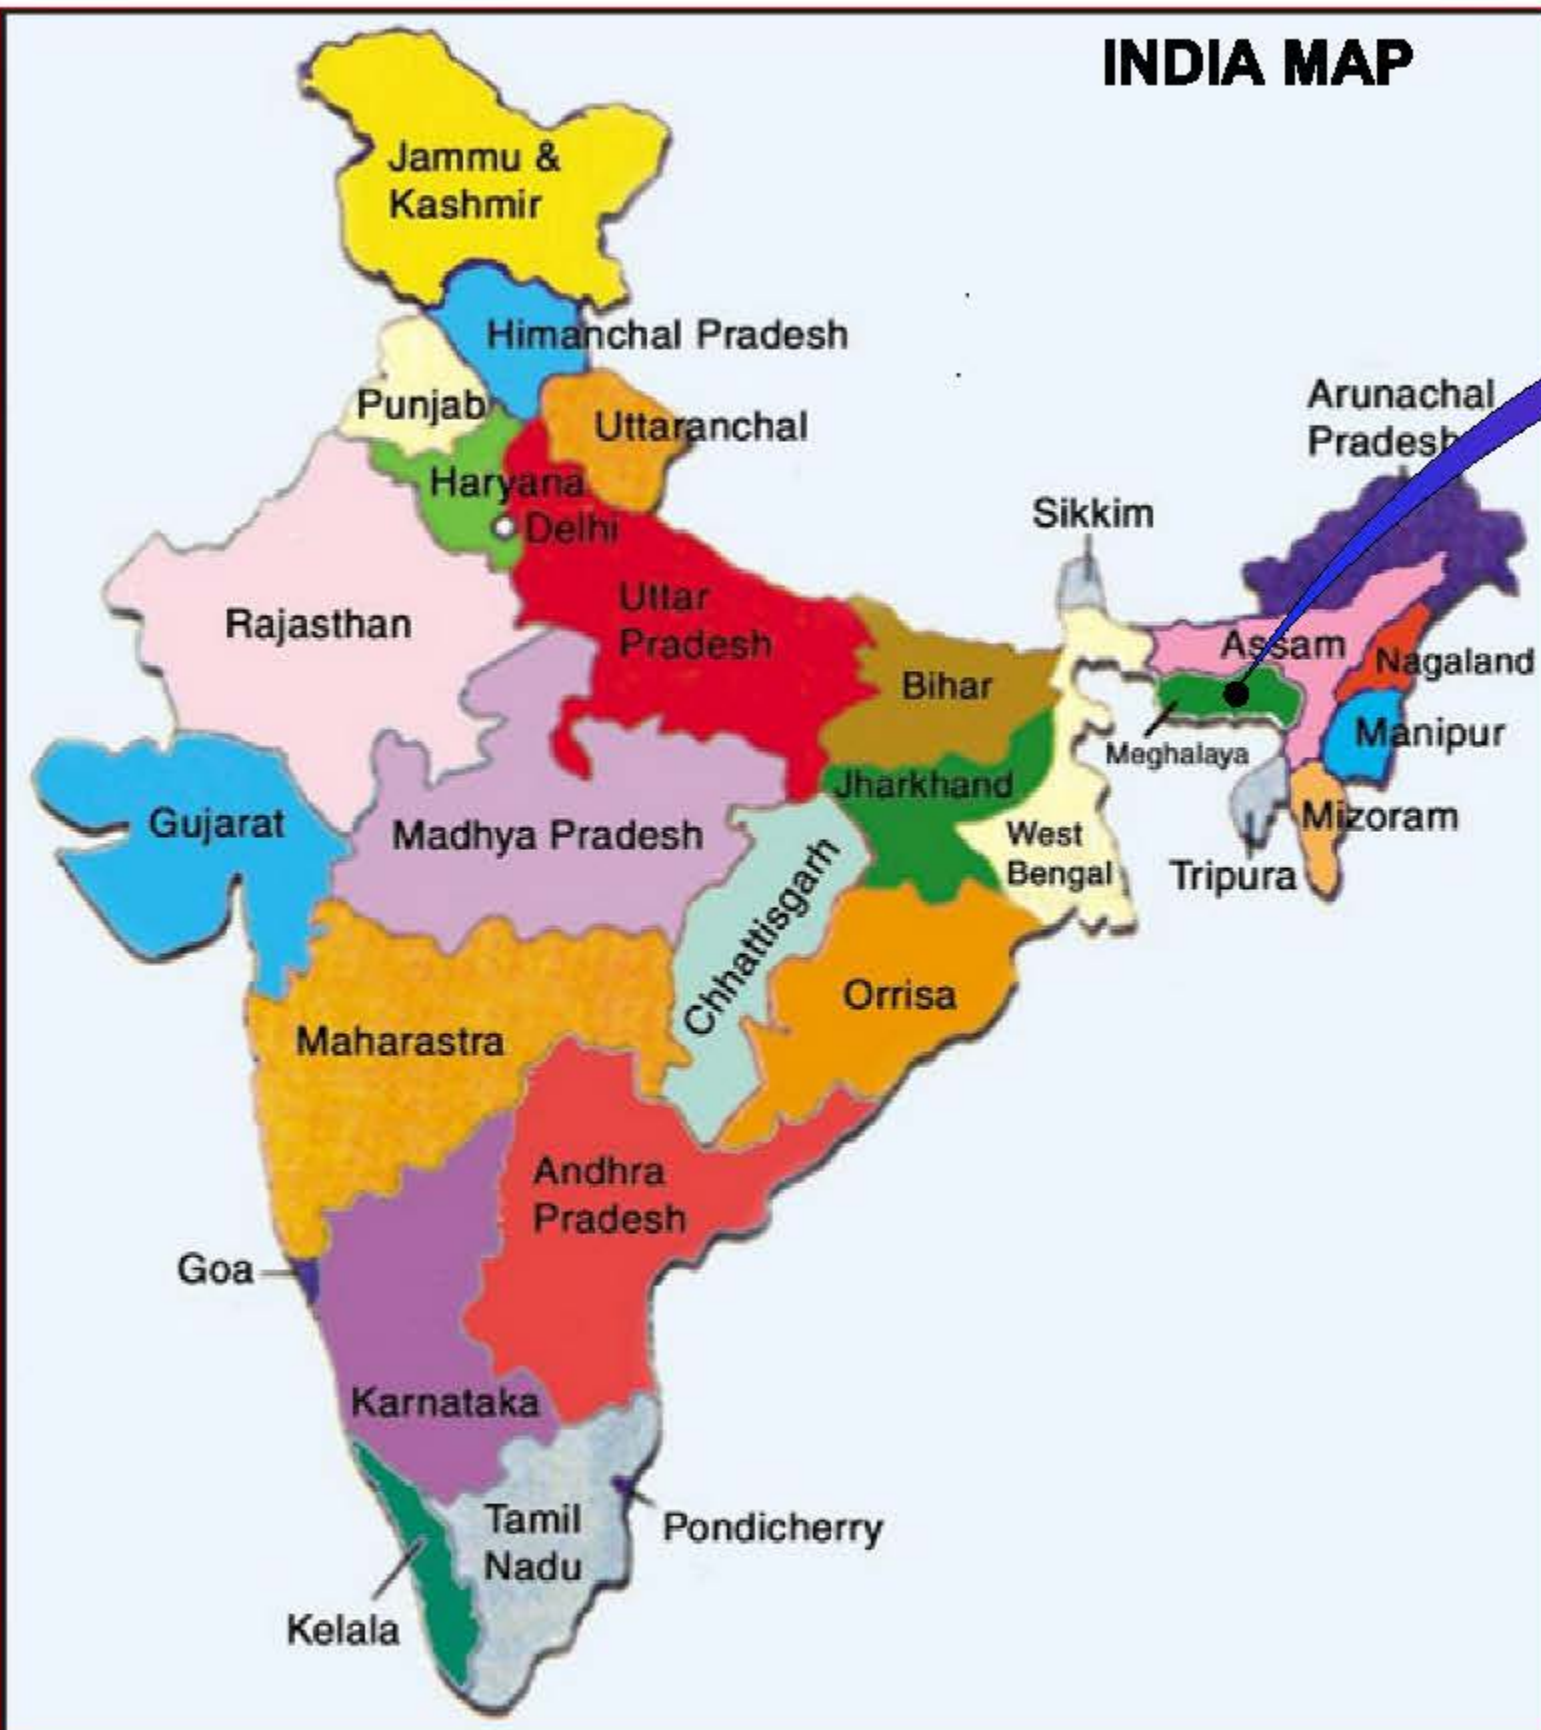 INDIA MAP
Jammu &
Kashmir
Himanchal Pradesh
Punjab
Uttaranchal
Haryana
Delhi
Arunachal
Pradesh
Sikkim
Rajasthan
Uttar
Pradesh
Bihar
Assam
Nagaland
Manipur
Meghalaya
Jharkhand
Gujarat
Madhya Pradesh
West
Bengal
Mizoram
Tripura
Chhattisgarh
Orrisa
Maharastra
Andhra
Pradesh
Goa
Karnataka
Tamil
Nadu
Pondicherry
Kelala